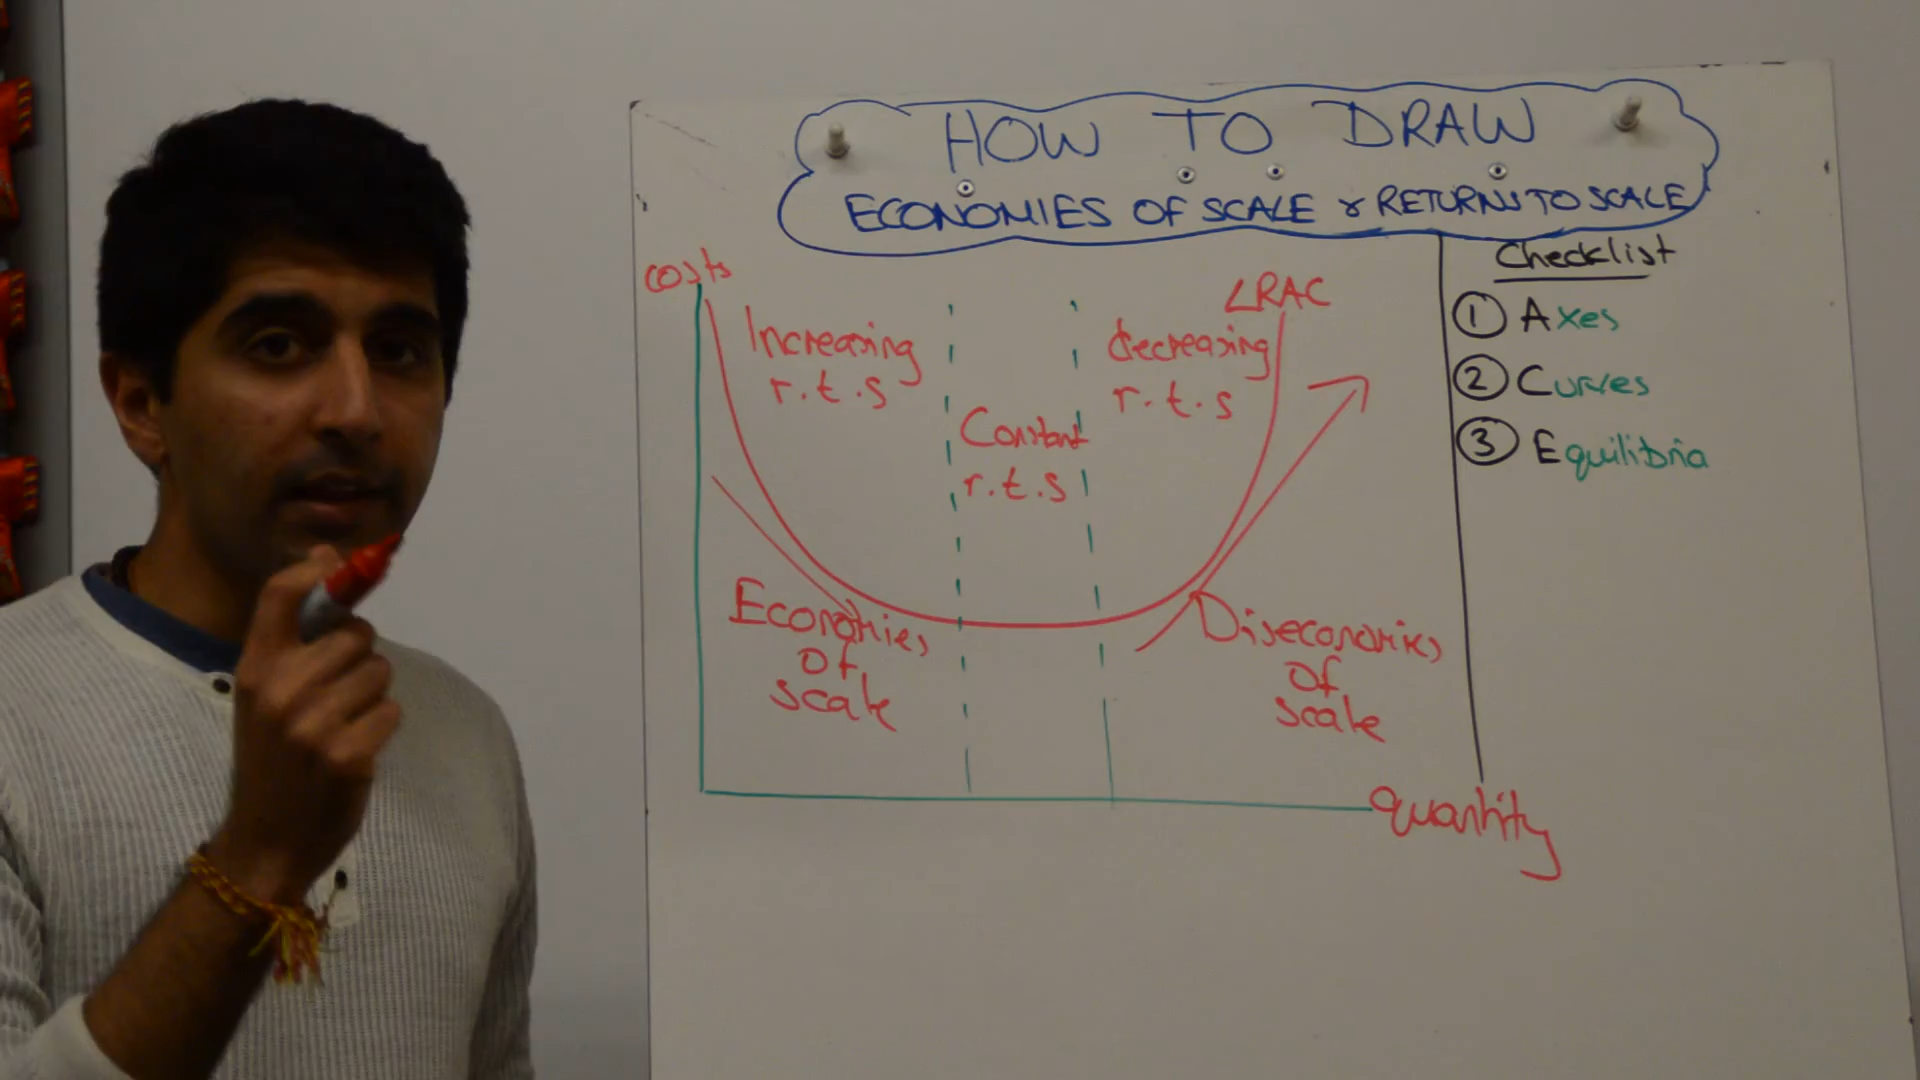 HOW TO DRAW
ECONOMIES OF SCALE & RETURNS TO SCALE
Checklist
① Axes
② Curves
③ Equilibria
costs
LRAC
Increasing
r.t.s
Constant
r.t.s
decreasing
r.t.s
Economies
Of
scale
Diseconomies
Of
scale
quantity